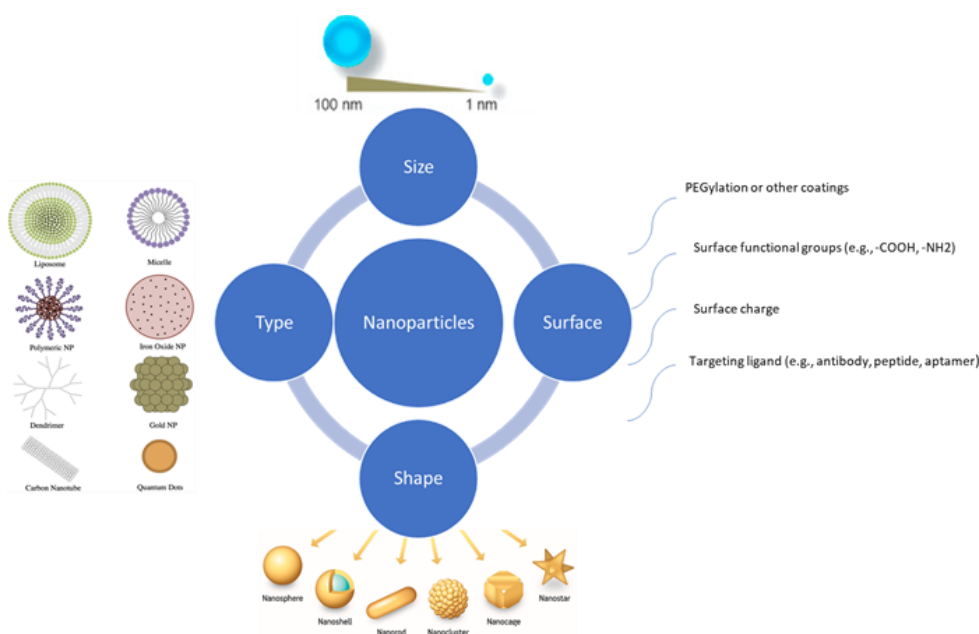 100 nm
1 nm
Size
Type
Nanoparticles
Surface
Shape
Liposome
Micelle
Polymeric NP
Iron Oxide NP
Dendrimer
Gold NP
Carbon Nanotube
Quantum Dots
PEGylation or other coatings
Surface functional groups (e.g., -COOH, -NH2)
Surface charge
Targeting ligand (e.g., antibody, peptide, aptamer)
Nanosphere
Nanoshell
Nanorod
Nanocluster
Nanocage
Nanostar